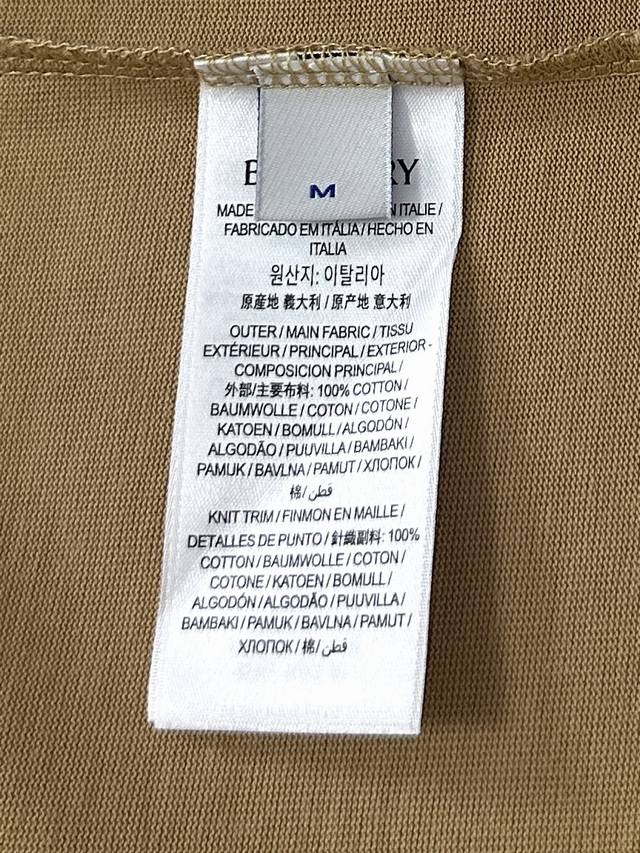 M
MADE N ITALIE /
FABRICADO EM ITÁLIA / HECHO EN
ITALIA
원산지: 이탈리아
原産地 義大利 / 原产地 意大利
OUTER / MAIN FABRIC / TISSU
EXTÉRIEUR / PRINCIPAL / EXTERIOR -
COMPOSICION PRINCIPAL /
外部/主要布料: 100% COTTON /
BAUMWOLLE / COTON / COTONE /
KATOEN / BOMULL / ALGODÓN /
ALGODÃO / PUUVILLA / BAMBAKI /
PAMUK / BAVLNA / PAMUT / ХЛОПОК /
棉/ قطن
KNIT TRIM / FINMON EN MAILLE /
DETALLES DE PUNTO / 針織副料: 100%
COTTON / BAUMWOLLE / COTON /
COTONE / KATOEN / BOMULL /
ALGODÓN / ALGODÃO / PUUVILLA /
BAMBAKI / PAMUK / BAVLNA / PAMUT /
ХЛОПОК / 棉/ قطن